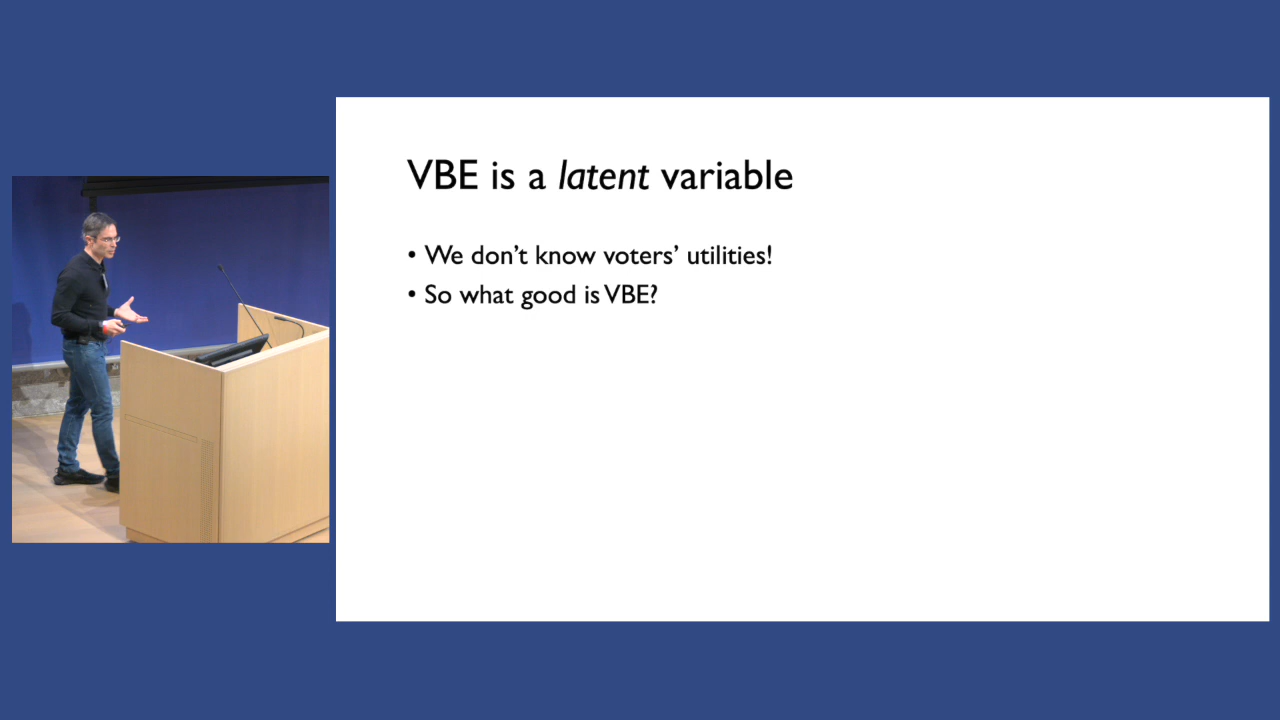 VBE is a latent variable
• We don't know voters' utilities!
• So what good is VBE?